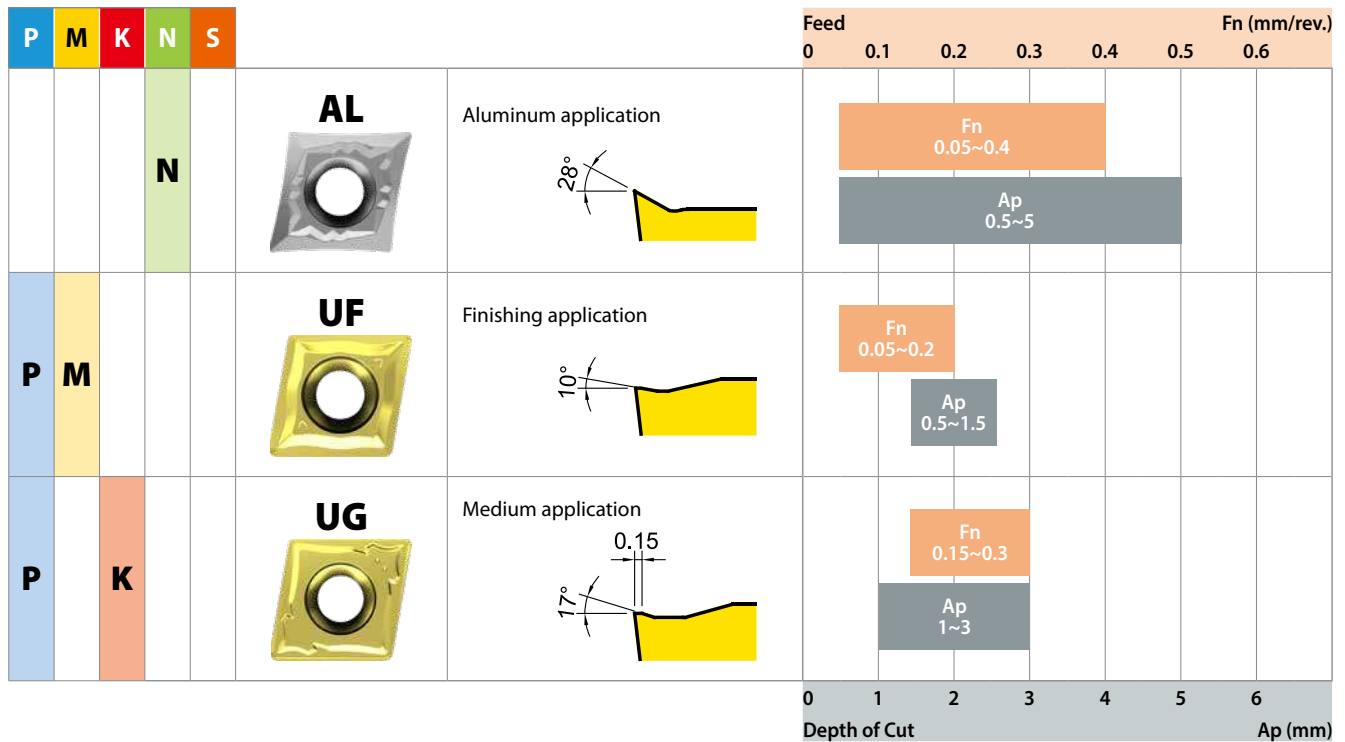 P M K N S
Feed Fn (mm/rev.)
0 0.1 0.2 0.3 0.4 0.5 0.6
N
AL
Aluminum application
28°
Fn
0.05~0.4
Ap
0.5~5
P M
UF
Finishing application
10°
Fn
0.05~0.2
Ap
0.5~1.5
P K
UG
Medium application
0.15
17°
Fn
0.15~0.3
Ap
1~3
0 1 2 3 4 5 6
Depth of Cut Ap (mm)